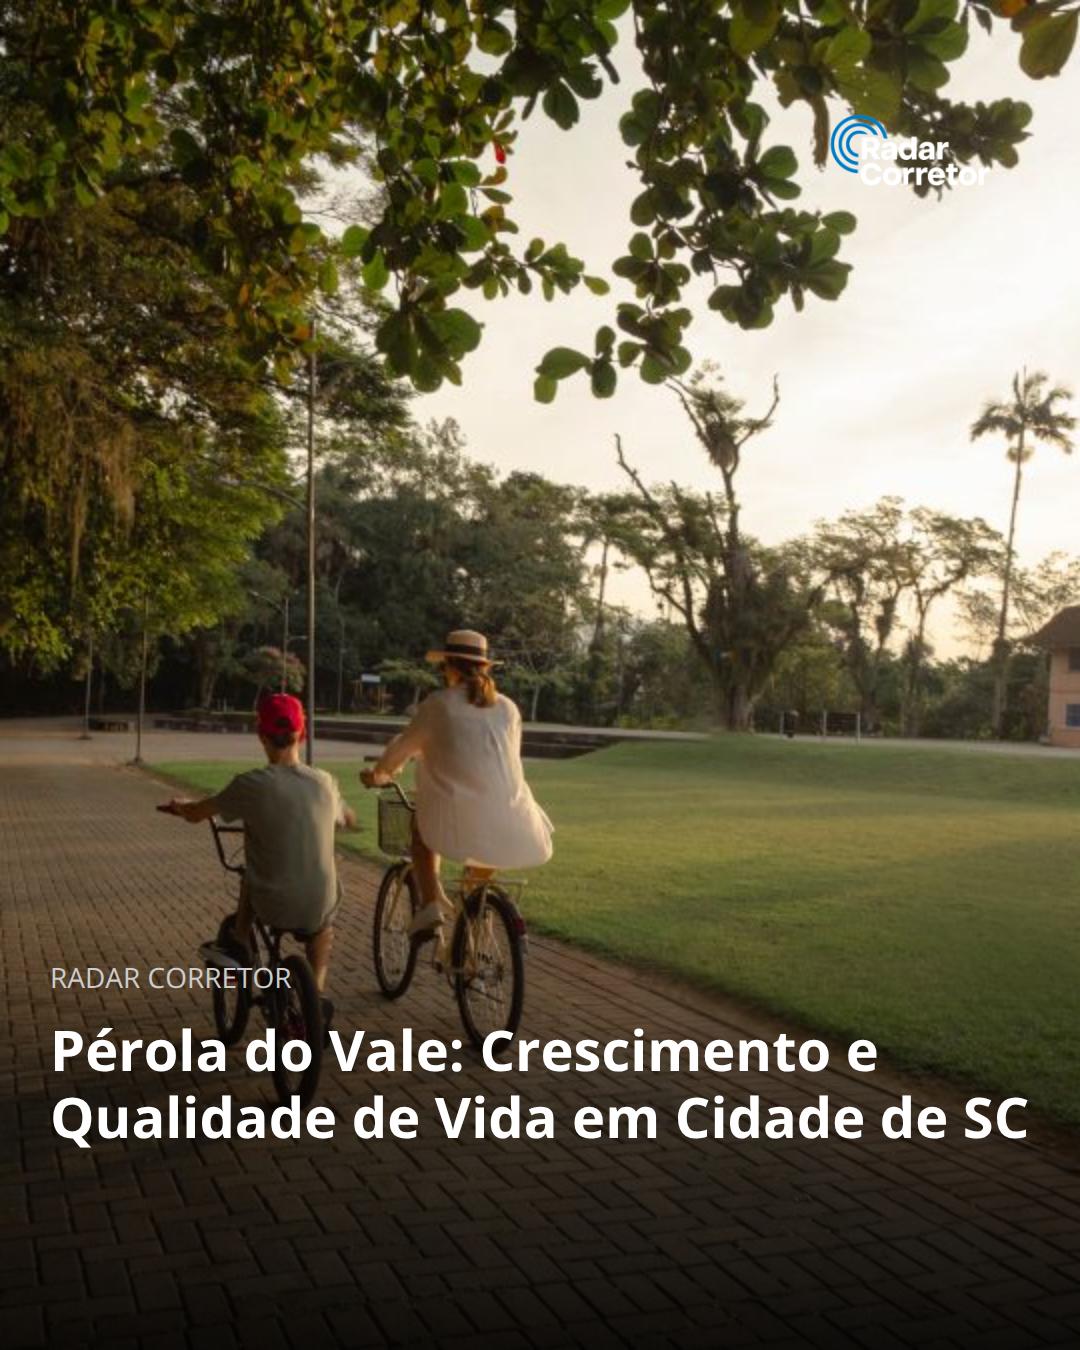 Radar
Corretor
RADAR CORRETOR
Pérola do Vale: Crescimento e
Qualidade de Vida em Cidade de SC